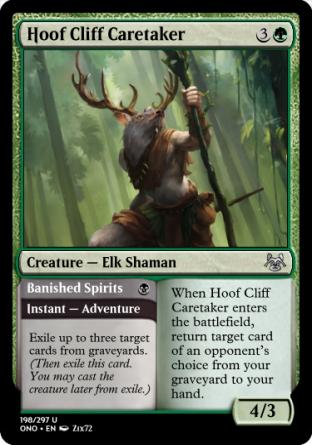 Hoof Cliff Caretaker 3
Creature — Elk Shaman
Banished Spirits
Instant — Adventure
Exile up to three target
cards from graveyards.
(Then exile this card.
You may cast the
creature later from exile.)
When Hoof Cliff
Caretaker enters
the battlefield,
return target card
of an opponent's
choice from your
graveyard to your
hand.
4/3
198/297 U
ONO • EN Zix72